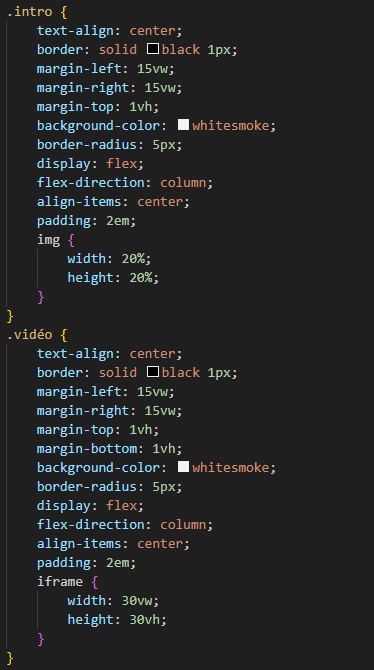 .intro {
    text-align: center;
    border: solid black 1px;
    margin-left: 15vw;
    margin-right: 15vw;
    margin-top: 1vh;
    background-color: whitesmoke;
    border-radius: 5px;
    display: flex;
    flex-direction: column;
    align-items: center;
    padding: 2em;
    img {
        width: 20%;
        height: 20%;
    }
}
.vidéo {
    text-align: center;
    border: solid black 1px;
    margin-left: 15vw;
    margin-right: 15vw;
    margin-top: 1vh;
    margin-bottom: 1vh;
    background-color: whitesmoke;
    border-radius: 5px;
    display: flex;
    flex-direction: column;
    align-items: center;
    padding: 2em;
    iframe {
        width: 30vw;
        height: 30vh;
    }
}